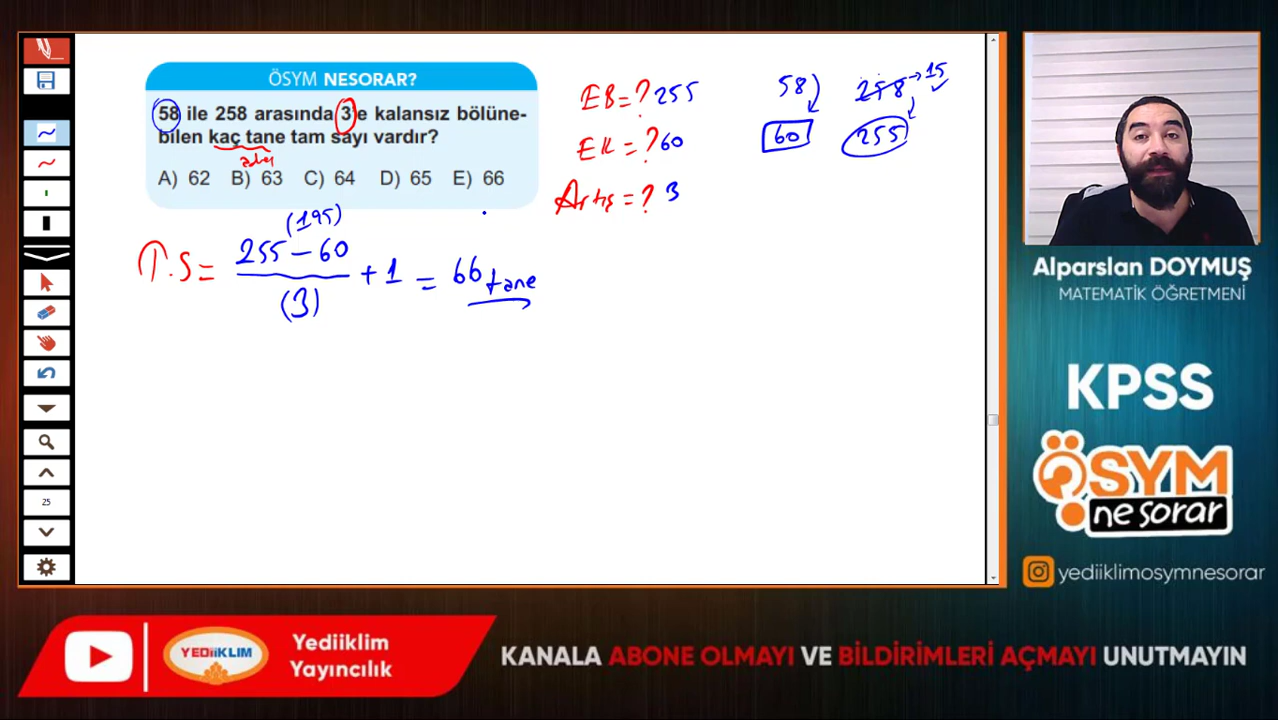 ÖSYM NESORAR?
58 ile 258 arasında 3'e kalansız bölüne-
bilen kaç tane tam sayı vardır?
A) 62 B) 63 C) 64 D) 65 E) 66
EB = ? 255
EK = ? 60
Artış = ? 3
58
60
258 → 15
255
(195)
T.S = 255 - 60 / (3) + 1 = 66 tane
25
Alparslan DOYMUŞ
MATEMATİK ÖĞRETMENİ
KPSS
ÖSYM
ne sorar
yediiklimosymnesorar
YEDİİKLİM
Yediiklim
Yayıncılık
KANALA ABONE OLMAYI VE BİLDİRİMLERİ AÇMAYI UNUTMAYIN